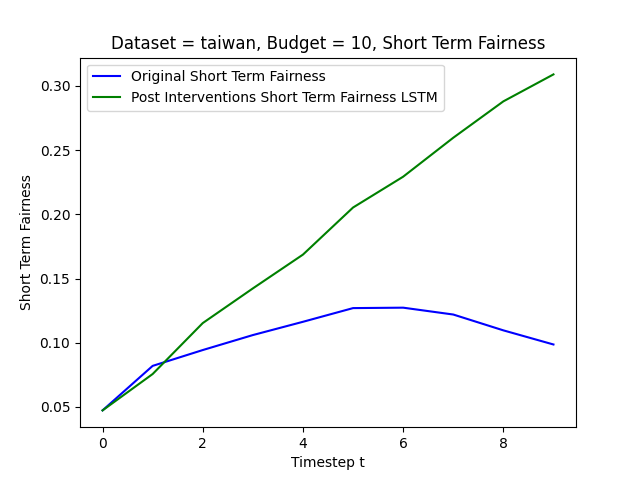 Dataset = taiwan, Budget = 10, Short Term Fairness
Original Short Term Fairness
Post Interventions Short Term Fairness LSTM
Short Term Fairness
0.30
0.25
0.20
0.15
0.10
0.05
0 2 4 6 8
Timestep t